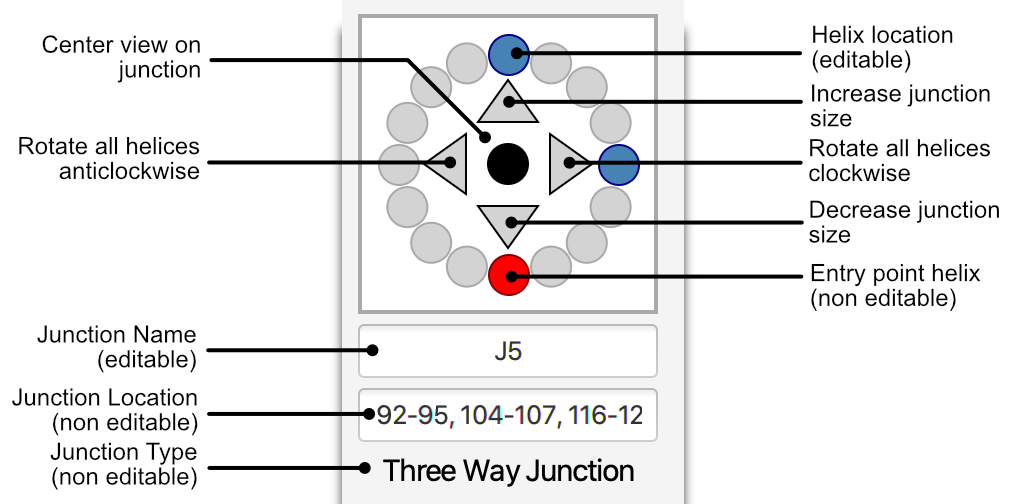 Center view on
junction
Rotate all helices
anticlockwise
Helix location
(editable)
Increase junction
size
Rotate all helices
clockwise
Decrease junction
size
Entry point helix
(non editable)
Junction Name
(editable)
J5
Junction Location
(non editable)
92-95, 104-107, 116-12
Junction Type
(non editable)
Three Way Junction